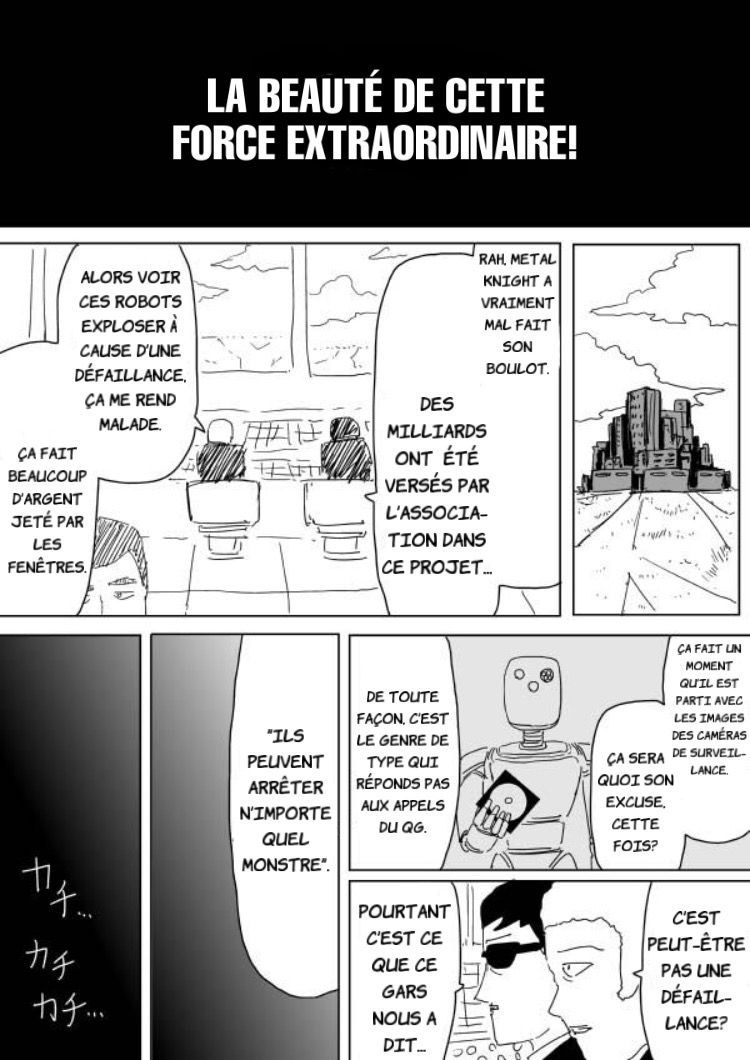 LA BEAUTÉ DE CETTE
FORCE EXTRAORDINAIRE!
RAH, METAL
KNIGHT A
VRAIMENT
MAL FAIT
SON
BOULOT.
DES
MILLIARDS
ONT ÉTÉ
VERSÉS PAR
L'ASSOCIA-
TION DANS
CE PROJET...
ALORS VOIR
CES ROBOTS
EXPLOSER À
CAUSE D'UNE
DÉFAILLANCE,
ÇA ME REND
MALADE.
ÇA FAIT
BEAUCOUP
D'ARGENT
JETÉ PAR
LES
FENÊTRES.
ÇA FAIT UN
MOMENT
QU'IL EST
PARTI AVEC
LES IMAGES
DES CAMÉRAS
DE SURVEIL-
LANCE.
ÇA SERA
QUOI SON
EXCUSE,
CETTE
FOIS?
DE TOUTE
FAÇON, C'EST
LE GENRE DE
TYPE QUI
RÉPONDS PAS
AUX APPELS
DU QG.
C'EST
PEUT-ÊTRE
PAS UNE
DÉFAIL-
LANCE?
POURTANT
C'EST CE
QUE CE
GARS
NOUS A
DIT...
"ILS
PEUVENT
ARRÊTER
N'IMPORTE
QUEL
MONSTRE".
カチ...
カチ
カチ...